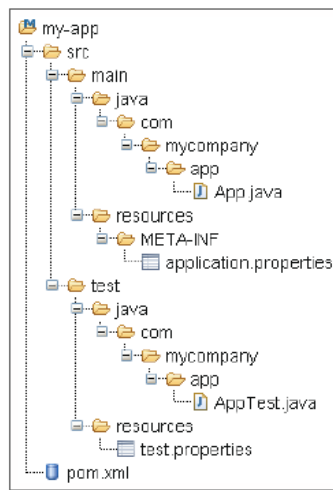 my-app
src
main
java
com
mycompany
app
App.java
resources
META-INF
application.properties
test
java
com
mycompany
app
AppTest.java
resources
test.properties
pom.xml